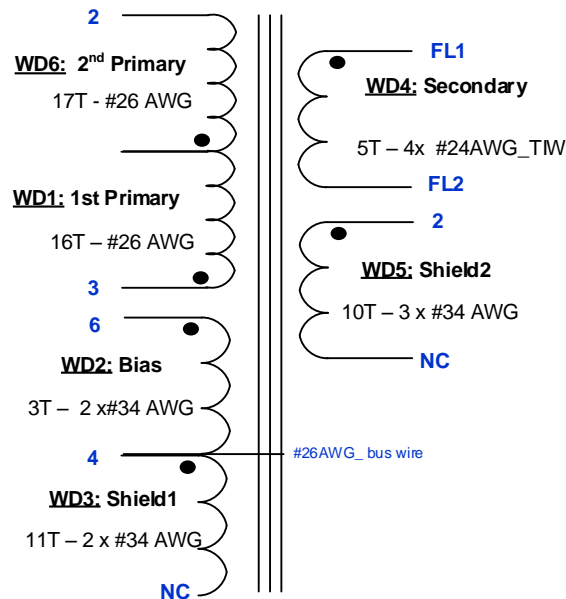 2
WD6: 2nd Primary
17T - #26 AWG
WD1: 1st Primary
16T – #26 AWG
3
6
WD2: Bias
3T – 2 x#34 AWG
4
WD3: Shield1
11T – 2 x #34 AWG
NC
FL1
WD4: Secondary
5T – 4x #24AWG_TIW
FL2
2
WD5: Shield2
10T – 3 x #34 AWG
NC
#26AWG_ bus wire